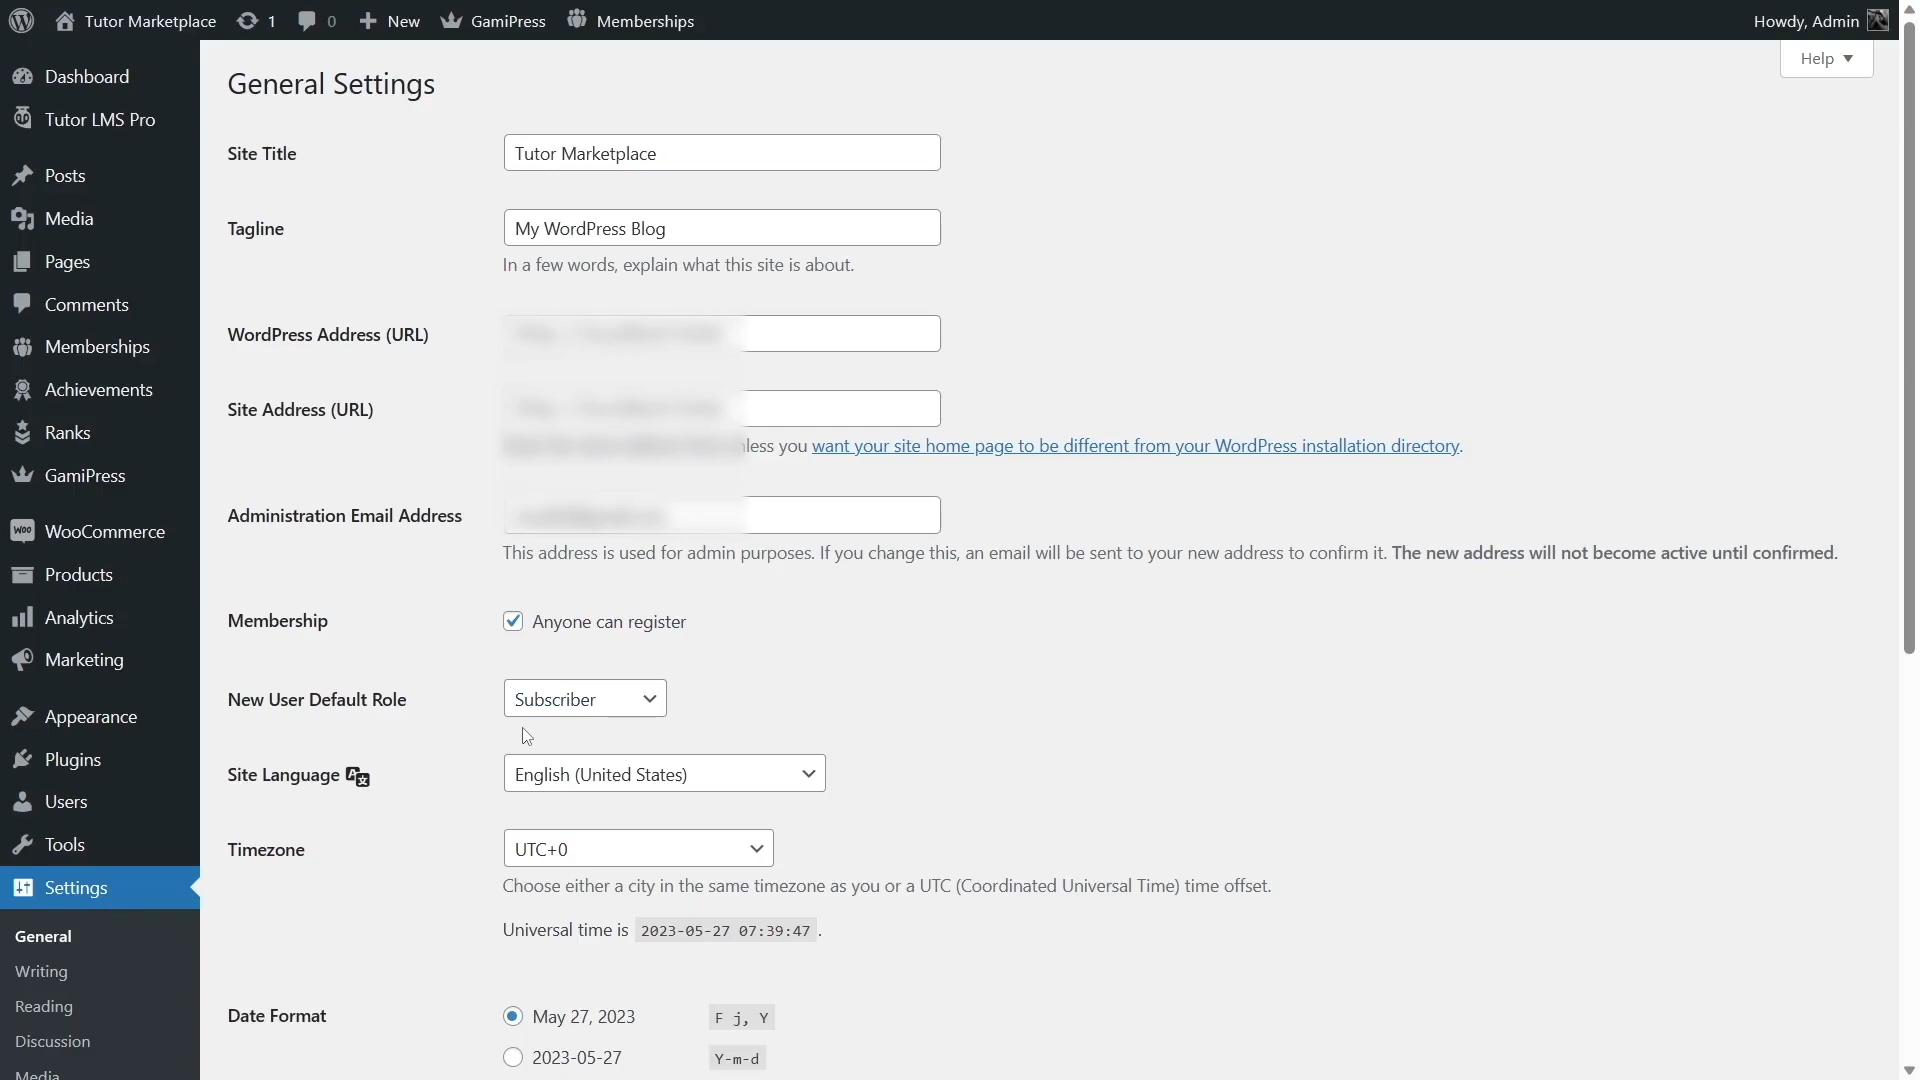 Tutor Marketplace 1 0 New GamiPress Memberships Howdy, Admin
Help
Dashboard
Tutor LMS Pro
Posts
Media
Pages
Comments
Memberships
Achievements
Ranks
GamiPress
Woo WooCommerce
Products
Analytics
Marketing
Appearance
Plugins
Users
Tools
Settings
General
Writing
Reading
Discussion
Media
General Settings
Site Title Tutor Marketplace
Tagline My WordPress Blog
In a few words, explain what this site is about.
WordPress Address (URL)
Site Address (URL)
less you want your site home page to be different from your WordPress installation directory.
Administration Email Address
This address is used for admin purposes. If you change this, an email will be sent to your new address to confirm it. The new address will not become active until confirmed.
Membership Anyone can register
New User Default Role Subscriber
Site Language English (United States)
Timezone UTC+0
Choose either a city in the same timezone as you or a UTC (Coordinated Universal Time) time offset.
Universal time is 2023-05-27 07:39:47 .
Date Format May 27, 2023 F j, Y
2023-05-27 Y-m-d